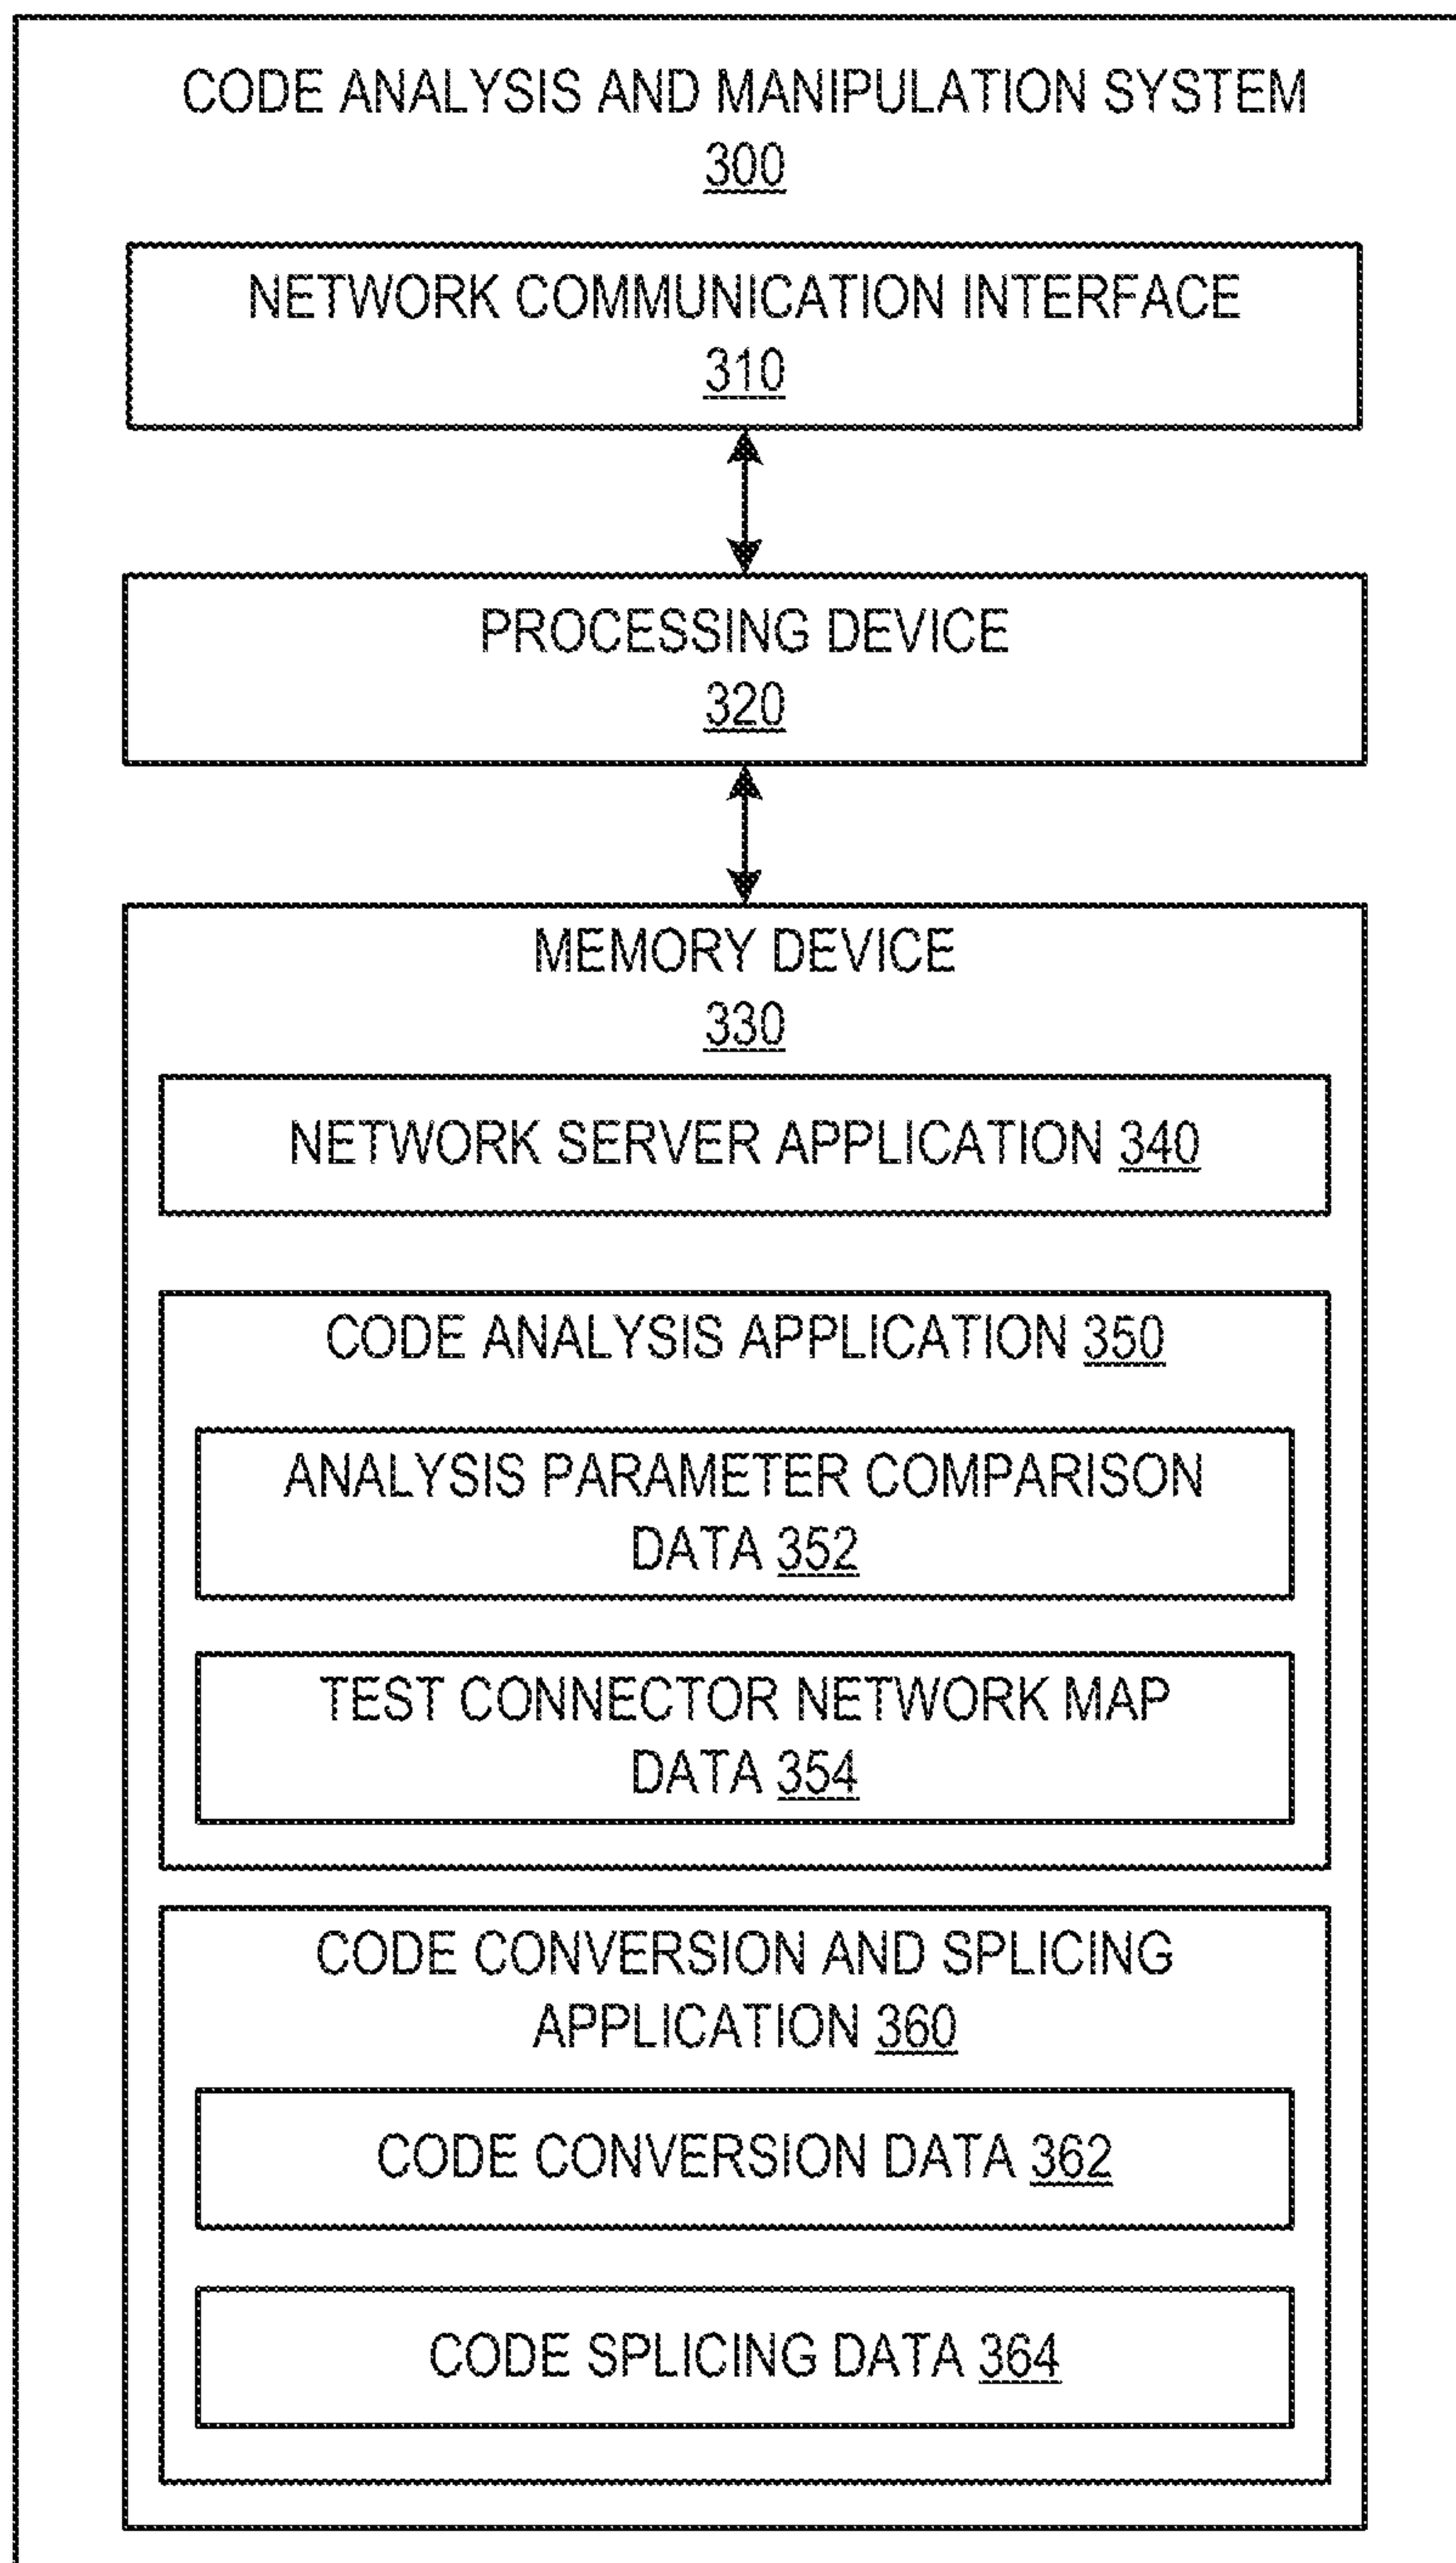 CODE ANALYSIS AND MANIPULATION SYSTEM
300
NETWORK COMMUNICATION INTERFACE
310
PROCESSING DEVICE
320
MEMORY DEVICE
330
NETWORK SERVER APPLICATION 340
CODE ANALYSIS APPLICATION 350
ANALYSIS PARAMETER COMPARISON
DATA 352
TEST CONNECTOR NETWORK MAP
DATA 354
CODE CONVERSION AND SPLICING
APPLICATION 360
CODE CONVERSION DATA 362
CODE SPLICING DATA 364